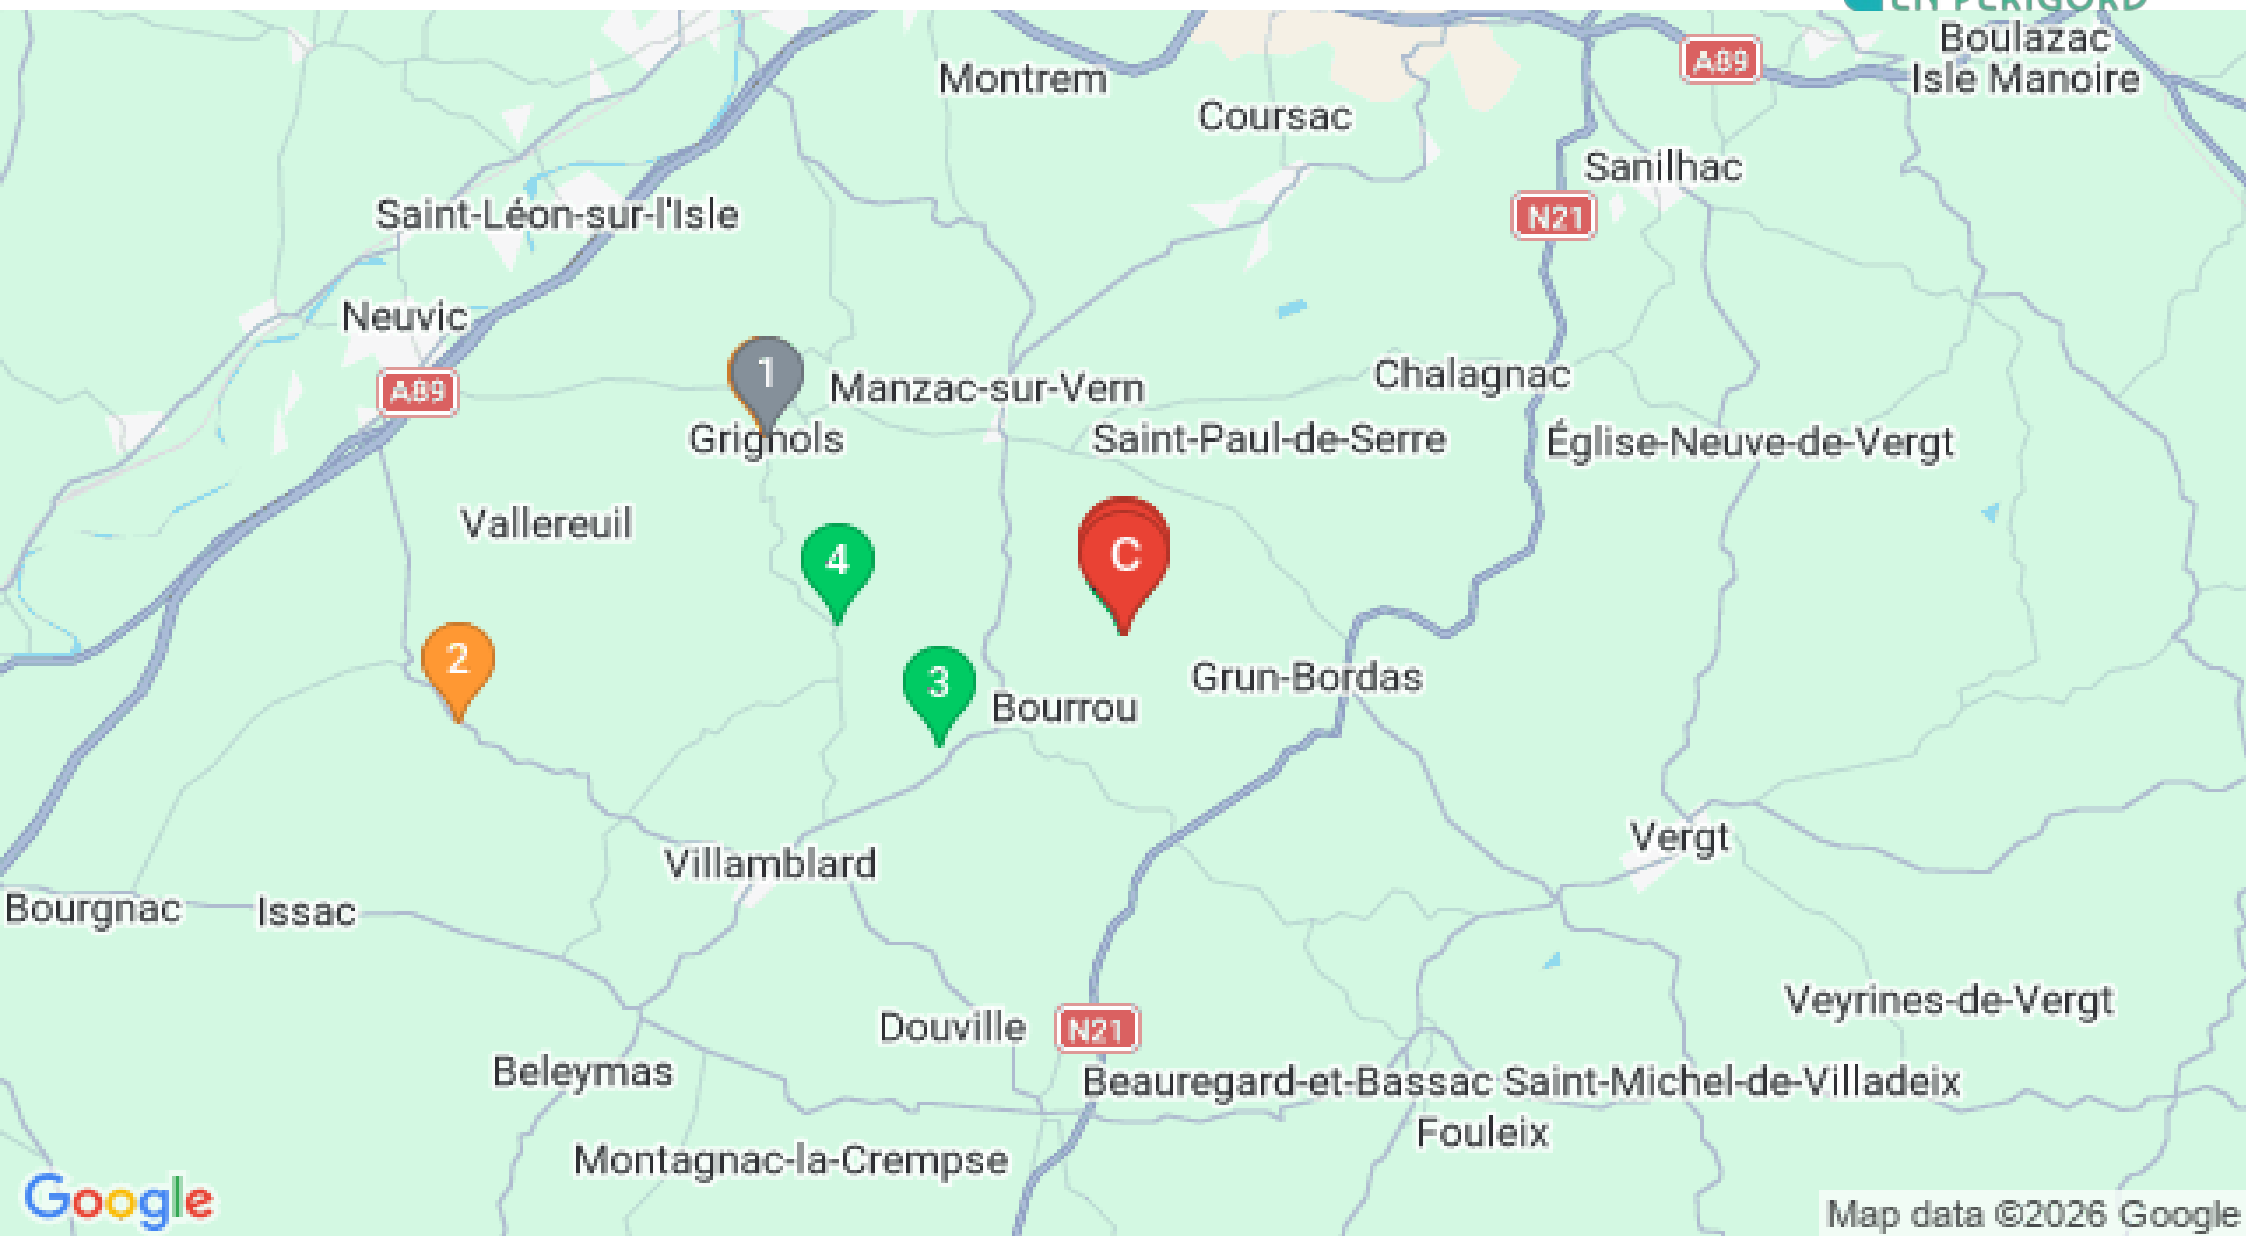 EN PÉRIGORD
Boulazac
Isle Manoire
A89
Montrem
Coursac
Sanilhac
N21
Saint-Léon-sur-l'Isle
Neuvic
A89
1
Manzac-sur-Vern
Chalagnac
Grignols
Saint-Paul-de-Serre
Église-Neuve-de-Vergt
Vallereuil
4
C
2
3
Grun-Bordas
Bourrou
Villamblard
Vergt
Bourgnac
Issac
Veyrines-de-Vergt
Douville
N21
Beleymas
Beauregard-et-Bassac
Saint-Michel-de-Villadeix
Fouleix
Montagnac-la-Crempse
Google
Map data ©2026 Google